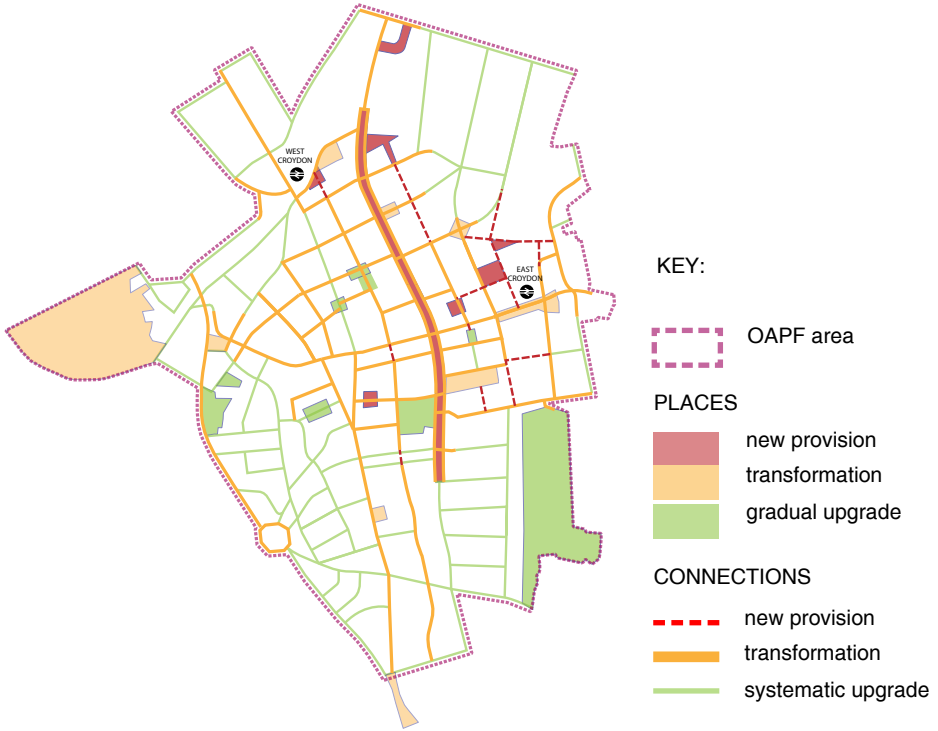 WEST
CROYDON
EAST
CROYDON
KEY:
OAPF area
PLACES
new provision
transformation
gradual upgrade
CONNECTIONS
new provision
transformation
systematic upgrade